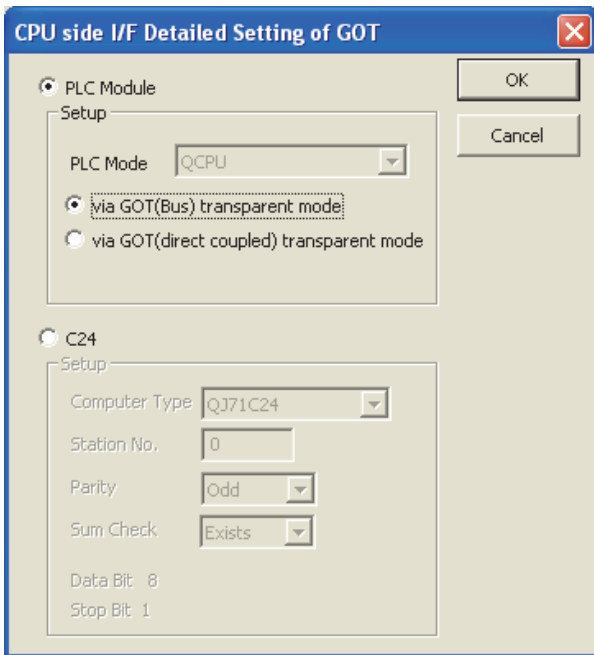 CPU side I/F Detailed Setting of GOT
PLC Module
OK
Setup
Cancel
PLC Mode QCPU
via GOT(Bus) transparent mode
via GOT(direct coupled) transparent mode
C24
Setup
Computer Type QJ71C24
Station No. 0
Parity Odd
Sum Check Exists
Data Bit 8
Stop Bit 1